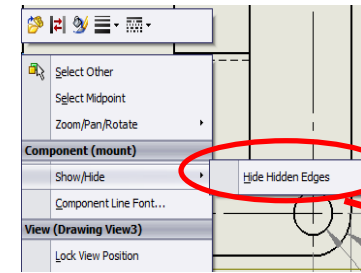 Select Other
Select Midpoint
Zoom/Pan/Rotate
Component (mount)
Show/Hide
Hide Hidden Edges
Component Line Font...
View (Drawing View3)
Lock View Position